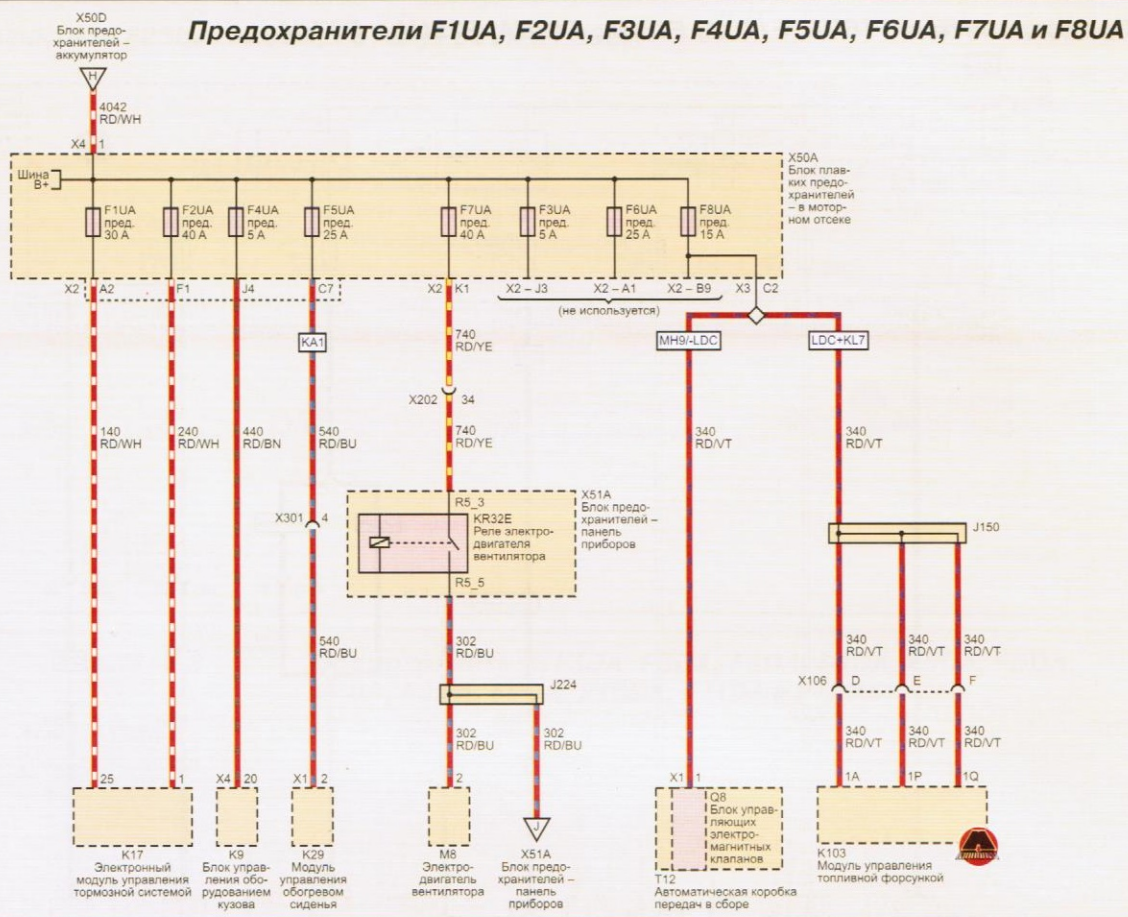 X50D
Блок предо-
хранителей –
аккумулятор
Предохранители F1UA, F2UA, F3UA, F4UA, F5UA, F6UA, F7UA и F8UA
H
4042
RD/WH
X4 1
X50A
Блок плав-
ких предо-
хранителей
– в мотор-
ном отсеке
Шина
B+
F1UA
пред.
30 A
F2UA
пред.
40 A
F4UA
пред.
5 A
F5UA
пред.
25 A
F7UA
пред.
40 A
F3UA
пред.
5 A
F6UA
пред.
25 A
F8UA
пред.
15 A
X2 A2 F1 J4 C7 X2 K1 X2 – J3 X2 – A1 X2 – B9 X3 C2
(не используется)
KA1
MH9/-LDC
LDC+KL7
740
RD/YE
X202 34
140
RD/WH
240
RD/WH
440
RD/BN
540
RD/BU
740
RD/YE
340
RD/VT
340
RD/VT
X51A
Блок предо-
хранителей –
панель
приборов
R5_3
KR32E
Реле электро-
двигателя
вентилятора
R5_5
X301 4
J150
540
RD/BU
302
RD/BU
340
RD/VT
340
RD/VT
340
RD/VT
J224
X106 D E F
302
RD/BU
302
RD/BU
340
RD/VT
340
RD/VT
340
RD/VT
25 1 X4 20 X1 2 2 X1 1 1A 1P 1Q
K17
Электронный
модуль управления
тормозной системой
K9
Блок управ-
ления обо-
рудованием
кузова
K29
Модуль
управления
обогревом
сиденья
M8
Электро-
двигатель
вентилятора
J
X51A
Блок предо-
хранителей –
панель
приборов
Q8
Блок управ-
ляющих
электро-
магнитных
клапанов
T12
Автоматическая коробка
передач в сборе
K103
Модуль управления
топливной форсункой